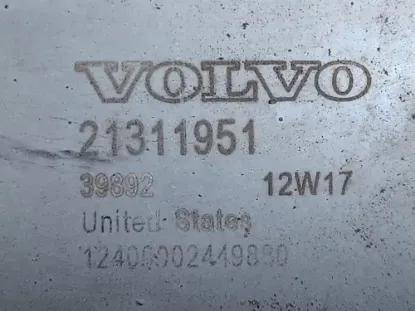 VOLVO
21311951
39892 12W17
United States
12400002449880